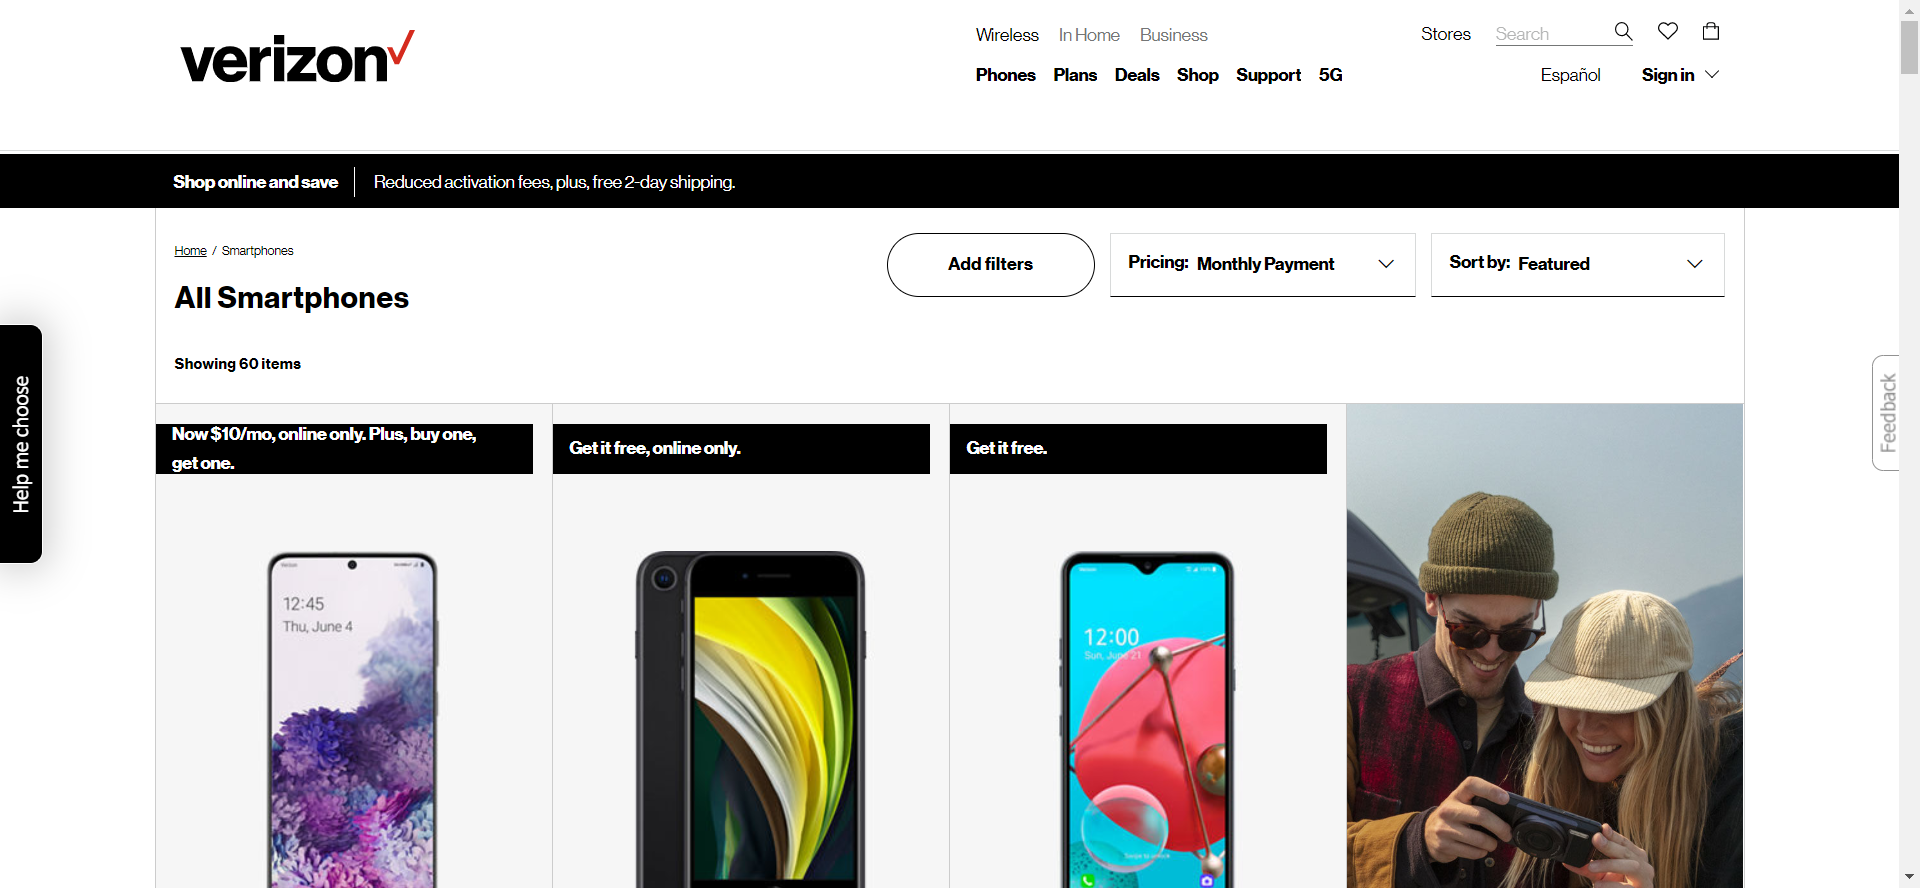 verizon
Wireless In Home Business
Stores Search
Phones Plans Deals Shop Support 5G
Español Sign in
Shop online and save Reduced activation fees, plus, free 2-day shipping.
Home / Smartphones
Add filters
Pricing: Monthly Payment
Sort by: Featured
All Smartphones
Showing 60 items
Help me choose
Feedback
Now $10/mo, online only. Plus, buy one,
get one.
Get it free, online only.
Get it free.
12:45
Thu, June 4
12:00
Sun, June 21
Swipe to unlock